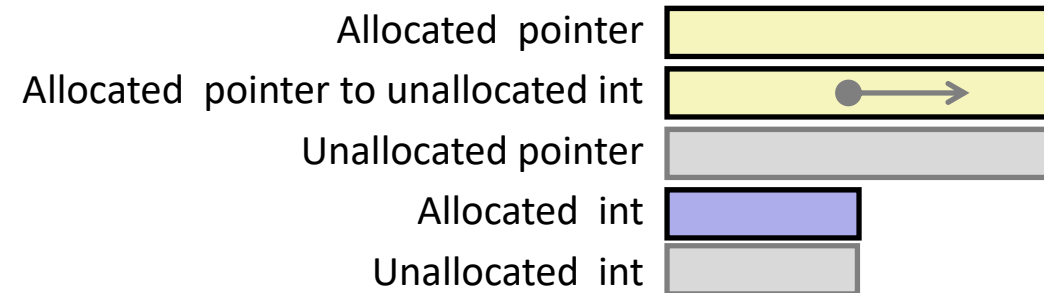 Allocated pointer
Allocated pointer to unallocated int
Unallocated pointer
Allocated int
Unallocated int